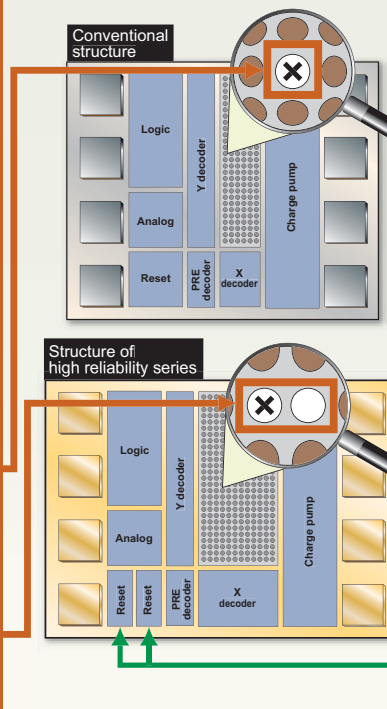 Conventional
structure
Logic
Y decoder
Charge pump
Analog
Reset
PRE
decoder
X
decoder
Structure of
high reliability series
Logic
Y decoder
Charge pump
Analog
Reset
Reset
PRE
decoder
X
decoder